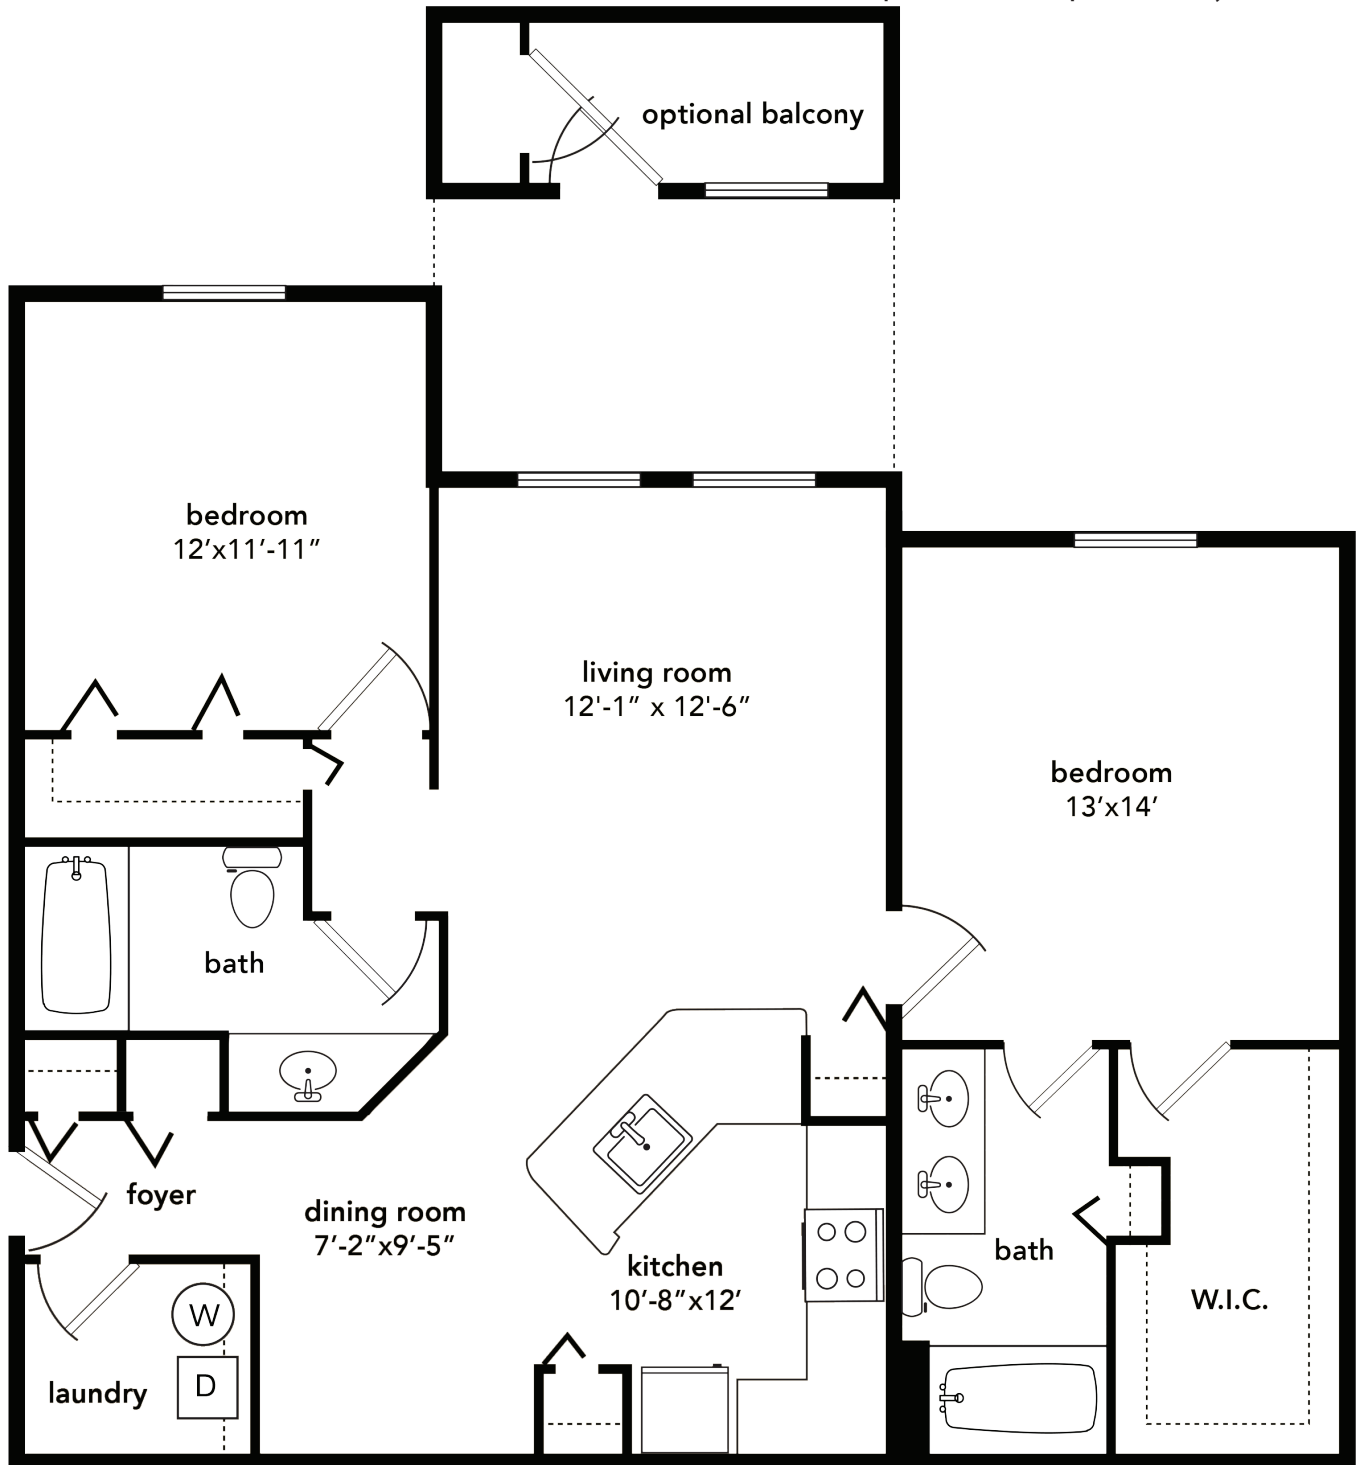 optional balcony
bedroom
12’x11’-11”
living room
12'-1” x 12'-6”
bedroom
13’x14’
bath
foyer
dining room
7’-2”x9’-5”
kitchen
10’-8”x12’
bath
W.I.C.
W
D
laundry